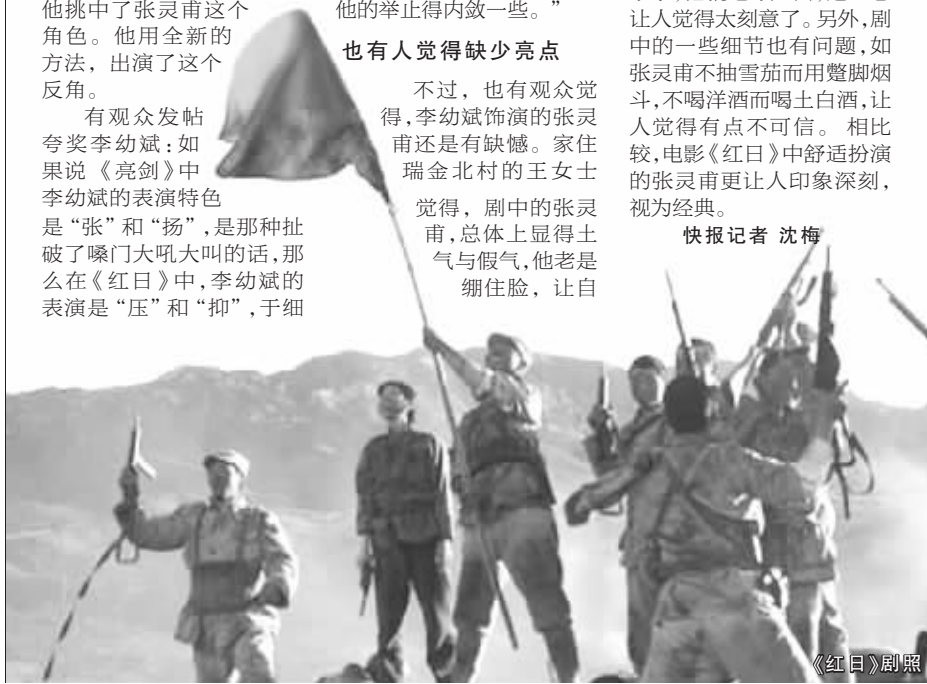 他挑中了张灵甫这个
角色。他用全新的
方法，出演了这个
反角。
有观众发帖
夸奖李幼斌：如
果说《亮剑》中
李幼斌的表演特色
是“张”和“扬”，是那种扯
破了嗓门大吼大叫的话，那
么在《红日》中，李幼斌的
表演是“压”和“抑”，于细
他的举止得内敛一些。”
也有人觉得缺少亮点
不过，也有观众觉
得，李幼斌饰演的张灵
甫还是有缺憾。家住
瑞金北村的王女士
觉得，剧中的张灵
甫，总体上显得土
气与假气，他老是
绷住脸，让自
让人觉得太刻意了。另外，剧
中的一些细节也有问题，如
张灵甫不抽雪茄而用蹩脚烟
斗，不喝洋酒而喝土白酒，让
人觉得有点不可信。 相比
较，电影《红日》中舒适扮演
的张灵甫更让人印象深刻，
视为经典。
快报记者 沈梅
《红日》剧照